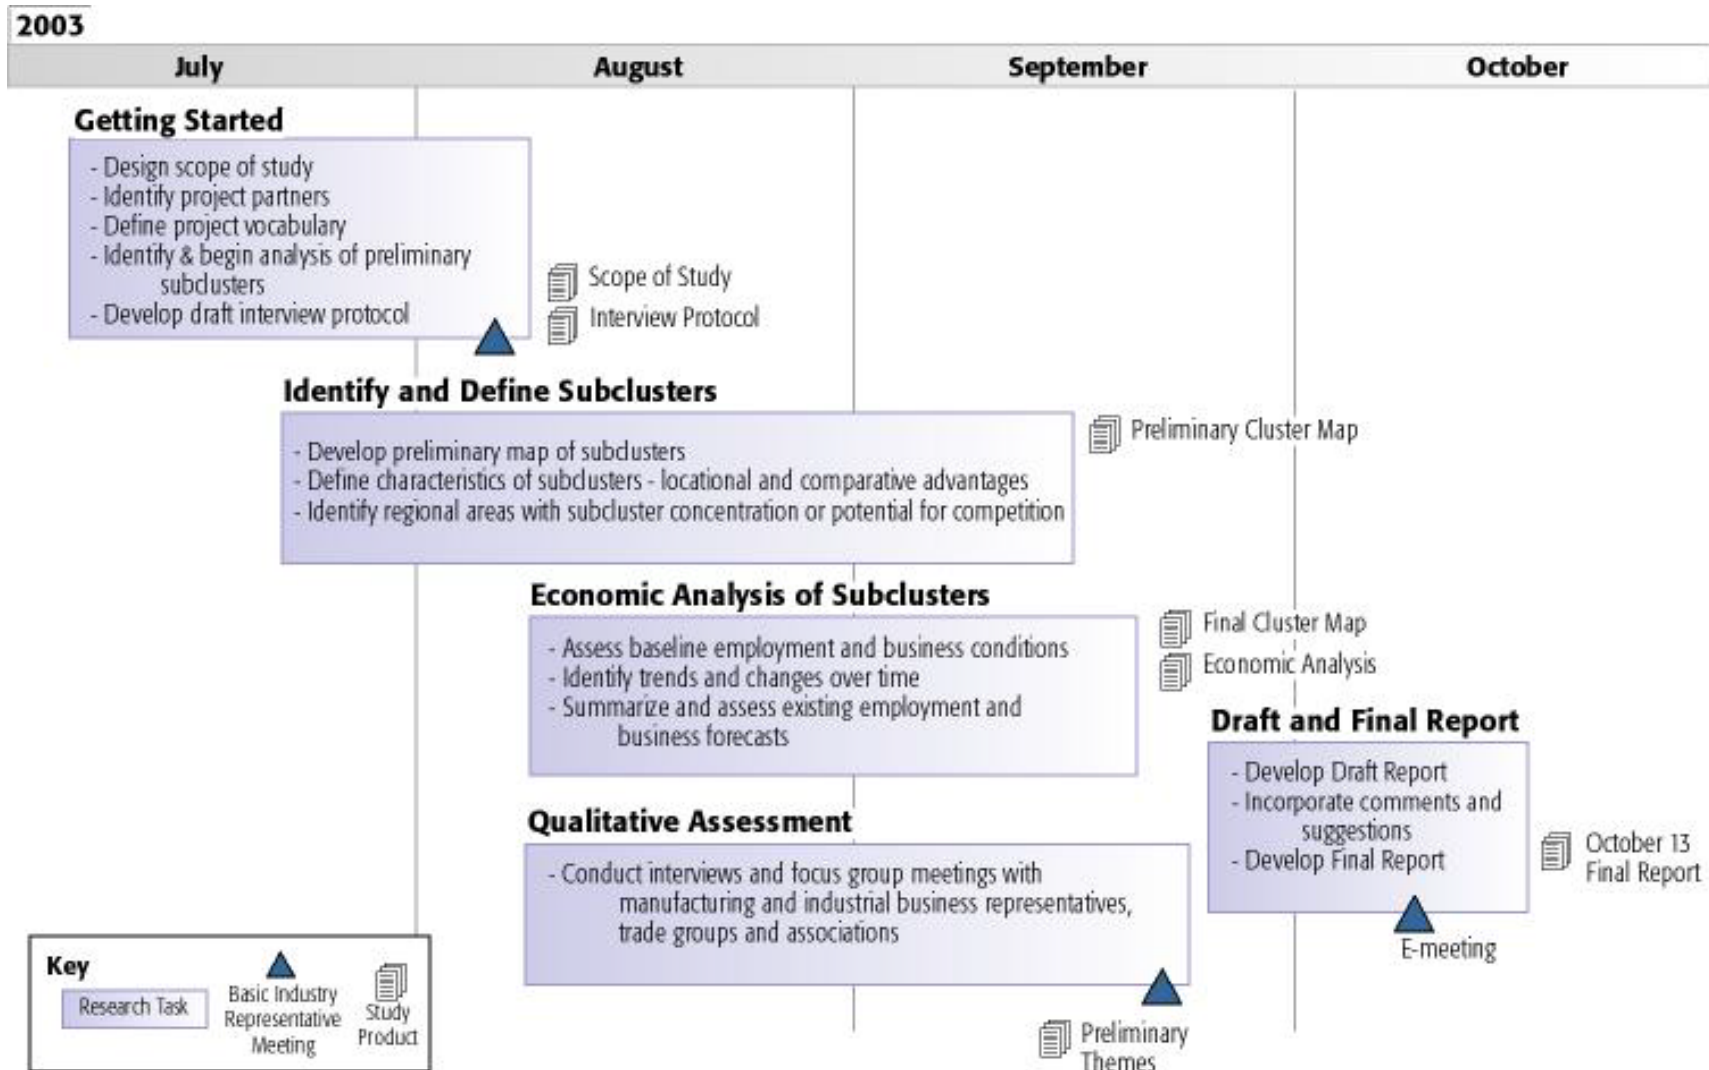 2003
July August September October
Getting Started
- Design scope of study
- Identify project partners
- Define project vocabulary
- Identify & begin analysis of preliminary
subclusters
- Develop draft interview protocol
Scope of Study
Interview Protocol
Identify and Define Subclusters
- Develop preliminary map of subclusters
- Define characteristics of subclusters - locational and comparative advantages
- Identify regional areas with subcluster concentration or potential for competition
Preliminary Cluster Map
Economic Analysis of Subclusters
- Assess baseline employment and business conditions
- Identify trends and changes over time
- Summarize and assess existing employment and
business forecasts
Final Cluster Map
Economic Analysis
Draft and Final Report
- Develop Draft Report
- Incorporate comments and
suggestions
- Develop Final Report
October 13
Final Report
E-meeting
Qualitative Assessment
- Conduct interviews and focus group meetings with
manufacturing and industrial business representatives,
trade groups and associations
Preliminary
Themes
Key
Research Task
Basic Industry
Representative
Meeting
Study
Product